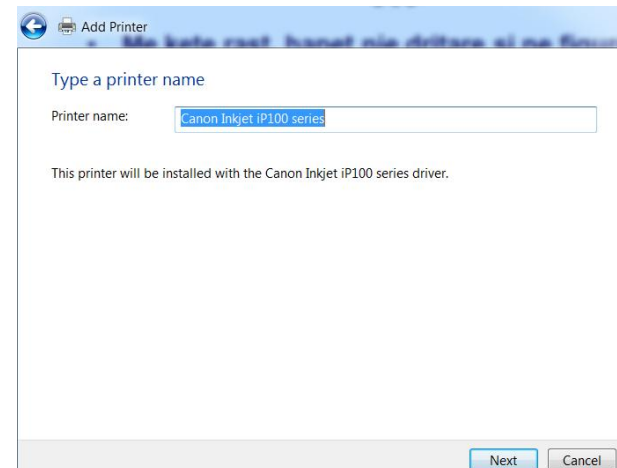 Add Printer
• Me kete rast hapet nje dritare si ne figur
Type a printer name
Printer name:
Canon Inkjet iP100 series
This printer will be installed with the Canon Inkjet iP100 series driver.
Next
Cancel